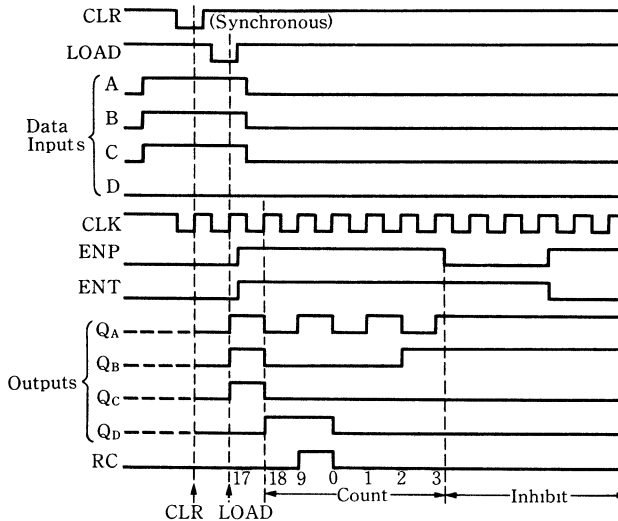 CLR
(Synchronous)
LOAD
A
B
Data
Inputs
C
D
CLK
ENP
ENT
QA
QB
Outputs
QC
QD
RC
17 18 9 0 1 2 3
Count
Inhibit
CLR LOAD